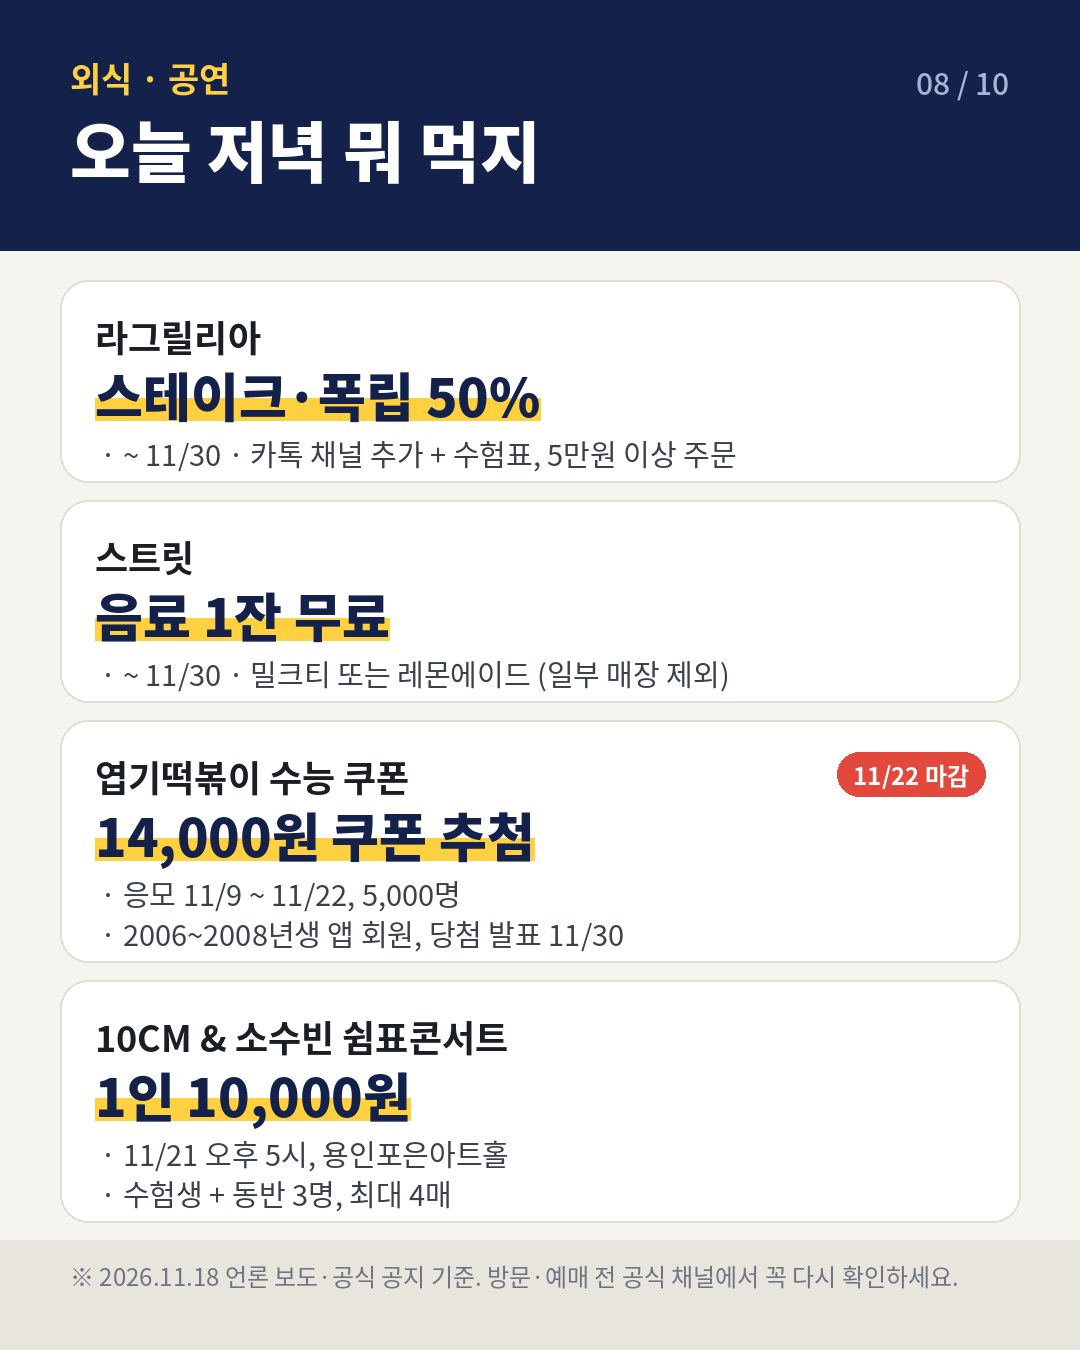 외식 · 공연
08 / 10
오늘 저녁 뭐 먹지
라그릴리아
스테이크·폭립 50%
· ~ 11/30 · 카톡 채널 추가 + 수험표, 5만원 이상 주문
스트릿
음료 1잔 무료
· ~ 11/30 · 밀크티 또는 레몬에이드 (일부 매장 제외)
엽기떡볶이 수능 쿠폰
11/22 마감
14,000원 쿠폰 추첨
· 응모 11/9 ~ 11/22, 5,000명
· 2006~2008년생 앱 회원, 당첨 발표 11/30
10CM & 소수빈 쉼표콘서트
1인 10,000원
· 11/21 오후 5시, 용인포은아트홀
· 수험생 + 동반 3명, 최대 4매
※ 2026.11.18 언론 보도·공식 공지 기준. 방문·예매 전 공식 채널에서 꼭 다시 확인하세요.